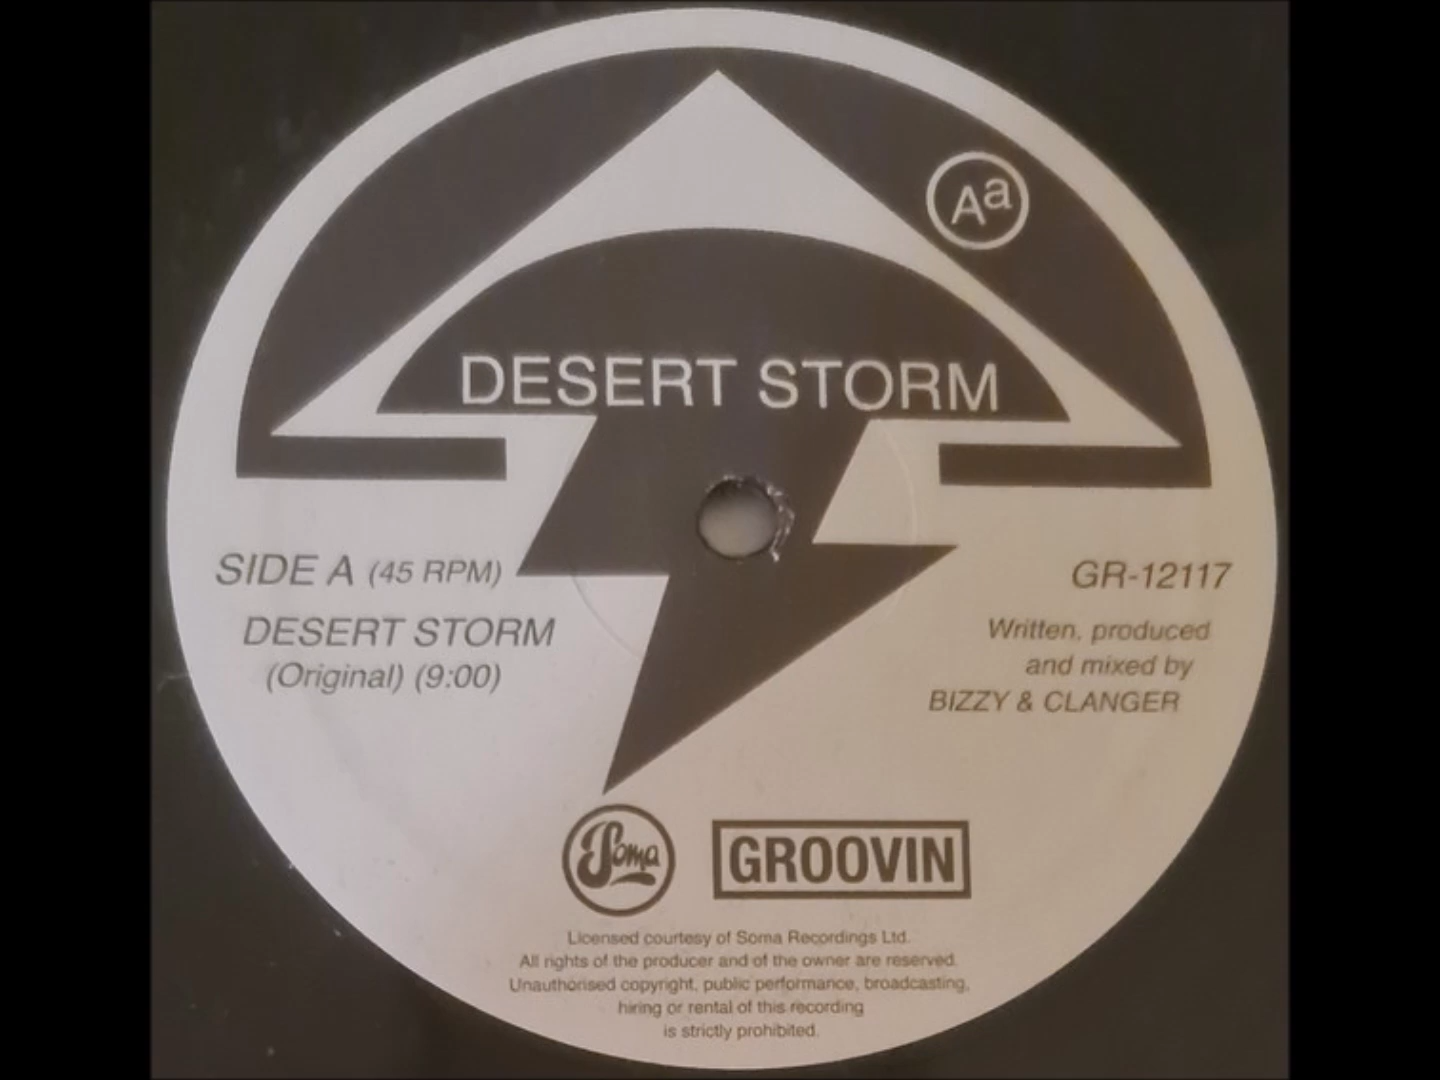 Aa
DESERT STORM
SIDE A (45 RPM)
DESERT STORM
(Original) (9:00)
GR-12117
Written, produced
and mixed by
BIZZY & CLANGER
Soma
GROOVIN
Licensed courtesy of Soma Recordings Ltd.
All rights of the producer and of the owner are reserved.
Unauthorised copyright, public performance, broadcasting,
hiring or rental of this recording
is strictly prohibited.